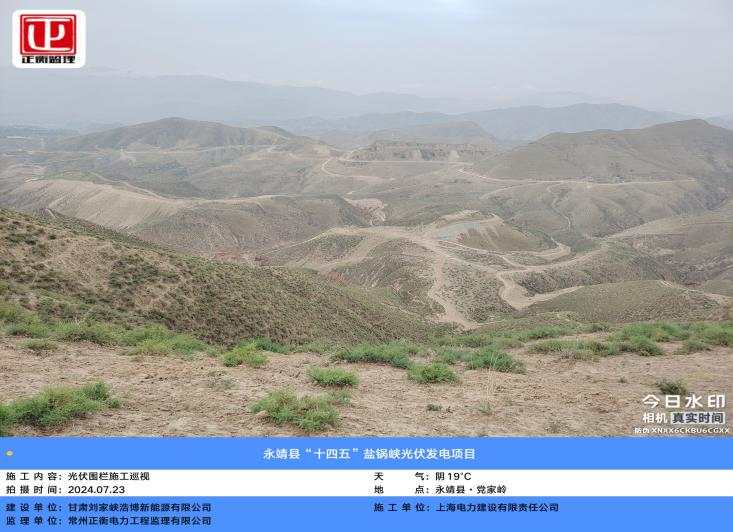 正衡监理
今日水印
相机 真实时间
防伪 XNXX6CKBU6CGXX
永靖县“十四五”盐锅峡光伏发电项目
施工内容：光伏围栏施工巡视
天气：阴 19℃
拍摄时间：2024.07.23
地点：永靖县·党家岭
建设单位：甘肃刘家峡浩博新能源有限公司
施工单位：上海电力建设有限责任公司
监理单位：常州正衡电力工程监理有限公司